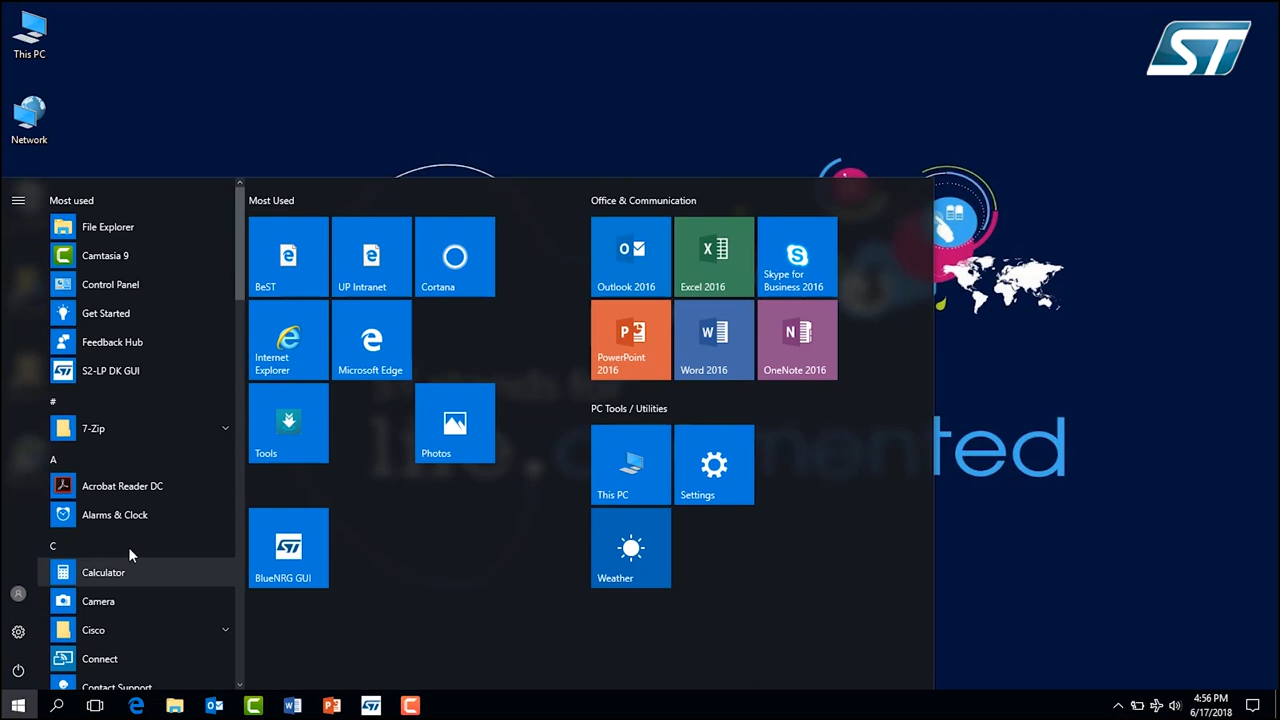 This PC
Network
ST
Most used
File Explorer
Camtasia 9
Control Panel
Get Started
Feedback Hub
S2-LP DK GUI
#
7-Zip
A
Acrobat Reader DC
Alarms & Clock
C
Calculator
Camera
Cisco
Connect
Contact Support
Most Used
BeST
UP Intranet
Cortana
Internet
Explorer
Microsoft Edge
Tools
Photos
BlueNRG GUI
Office & Communication
Outlook 2016
Excel 2016
Skype for
Business 2016
PowerPoint
2016
Word 2016
OneNote 2016
PC Tools / Utilities
This PC
Settings
Weather
life.augmented
4:56 PM
6/17/2018